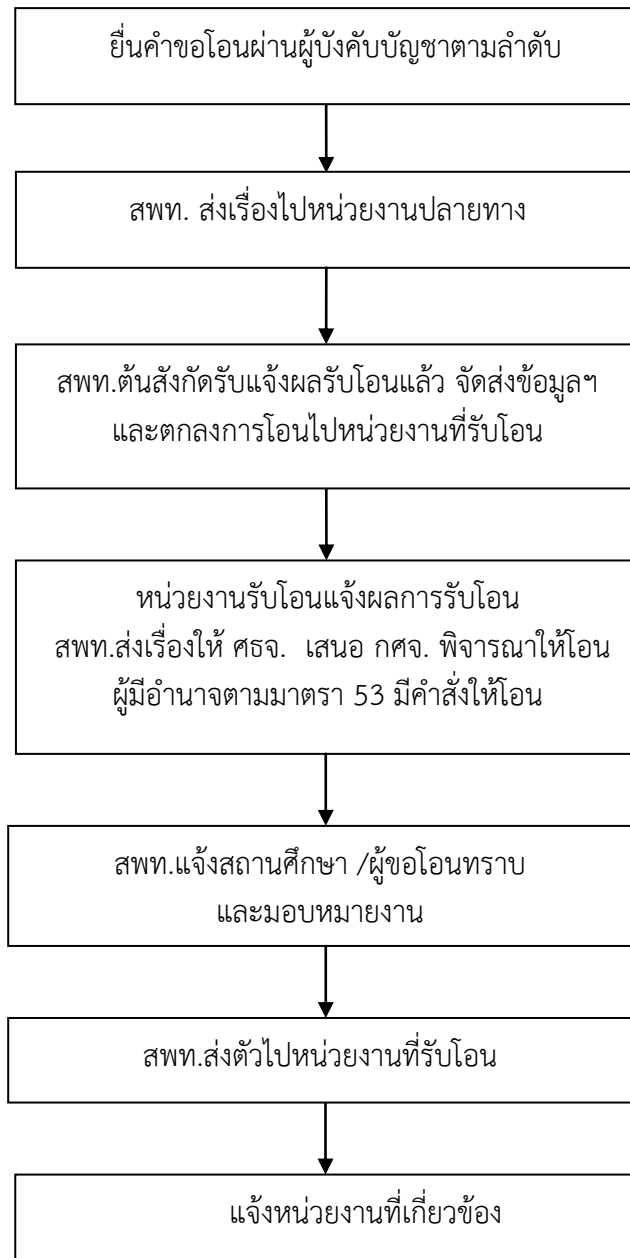 ยื่นคำขอโอนผ่านผู้บังคับบัญชาตามลำดับ
สพท. ส่งเรื่องไปหน่วยงานปลายทาง
สพท.ต้นสังกัดรับแจ้งผลรับโอนแล้ว จัดส่งข้อมูลฯ
และตกลงการโอนไปหน่วยงานที่รับโอน
หน่วยงานรับโอนแจ้งผลการรับโอน
สพท.ส่งเรื่องให้ ศธจ. เสนอ กศจ. พิจารณาให้โอน
ผู้มีอำนาจตามมาตรา 53 มีคำสั่งให้โอน
สพท.แจ้งสถานศึกษา /ผู้ขอโอนทราบ
และมอบหมายงาน
สพท.ส่งตัวไปหน่วยงานที่รับโอน
แจ้งหน่วยงานที่เกี่ยวข้อง